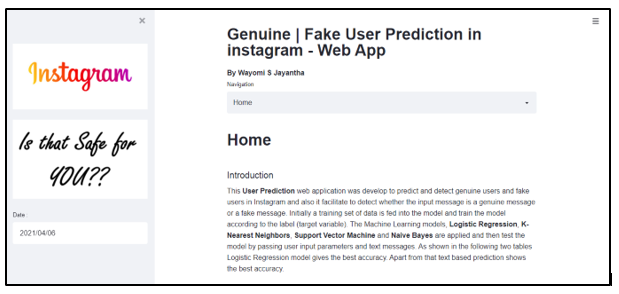 Instagram
Is that Safe for
YOU??
Date
2021/04/06
Genuine | Fake User Prediction in
instagram - Web App
By Wayomi S Jayantha
Navigation
Home
Home
Introduction
This User Prediction web application was develop to predict and detect genuine users and fake
users in Instagram and also it facilitate to detect whether the input message is a genuine message
or a fake message. Initially a training set of data is fed into the model and train the model
according to the label (target variable). The Machine Learning models, Logistic Regression, K-
Nearest Neighbors, Support Vector Machine and Naive Bayes are applied and then test the
model by passing user input parameters and text messages. As shown in the following two tables
Logistic Regression model gives the best accuracy. Apart from that text based prediction shows
the best accuracy.